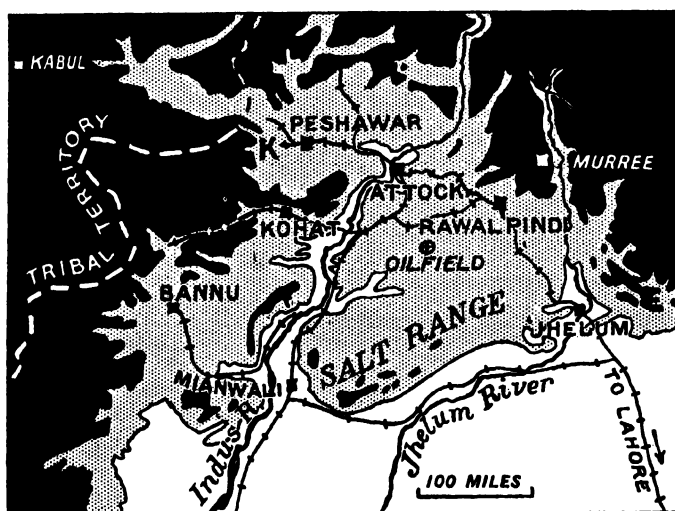 KABUL
PESHAWAR
K
MURREE
TRIBAL TERRITORY
ATTOCK
KOHAT
RAWAL PINDI
OILFIELD
BANNU
SALT RANGE
JHELUM
MIANWALI
Indus R.
Jhelum River
TO LAHORE
100 MILES